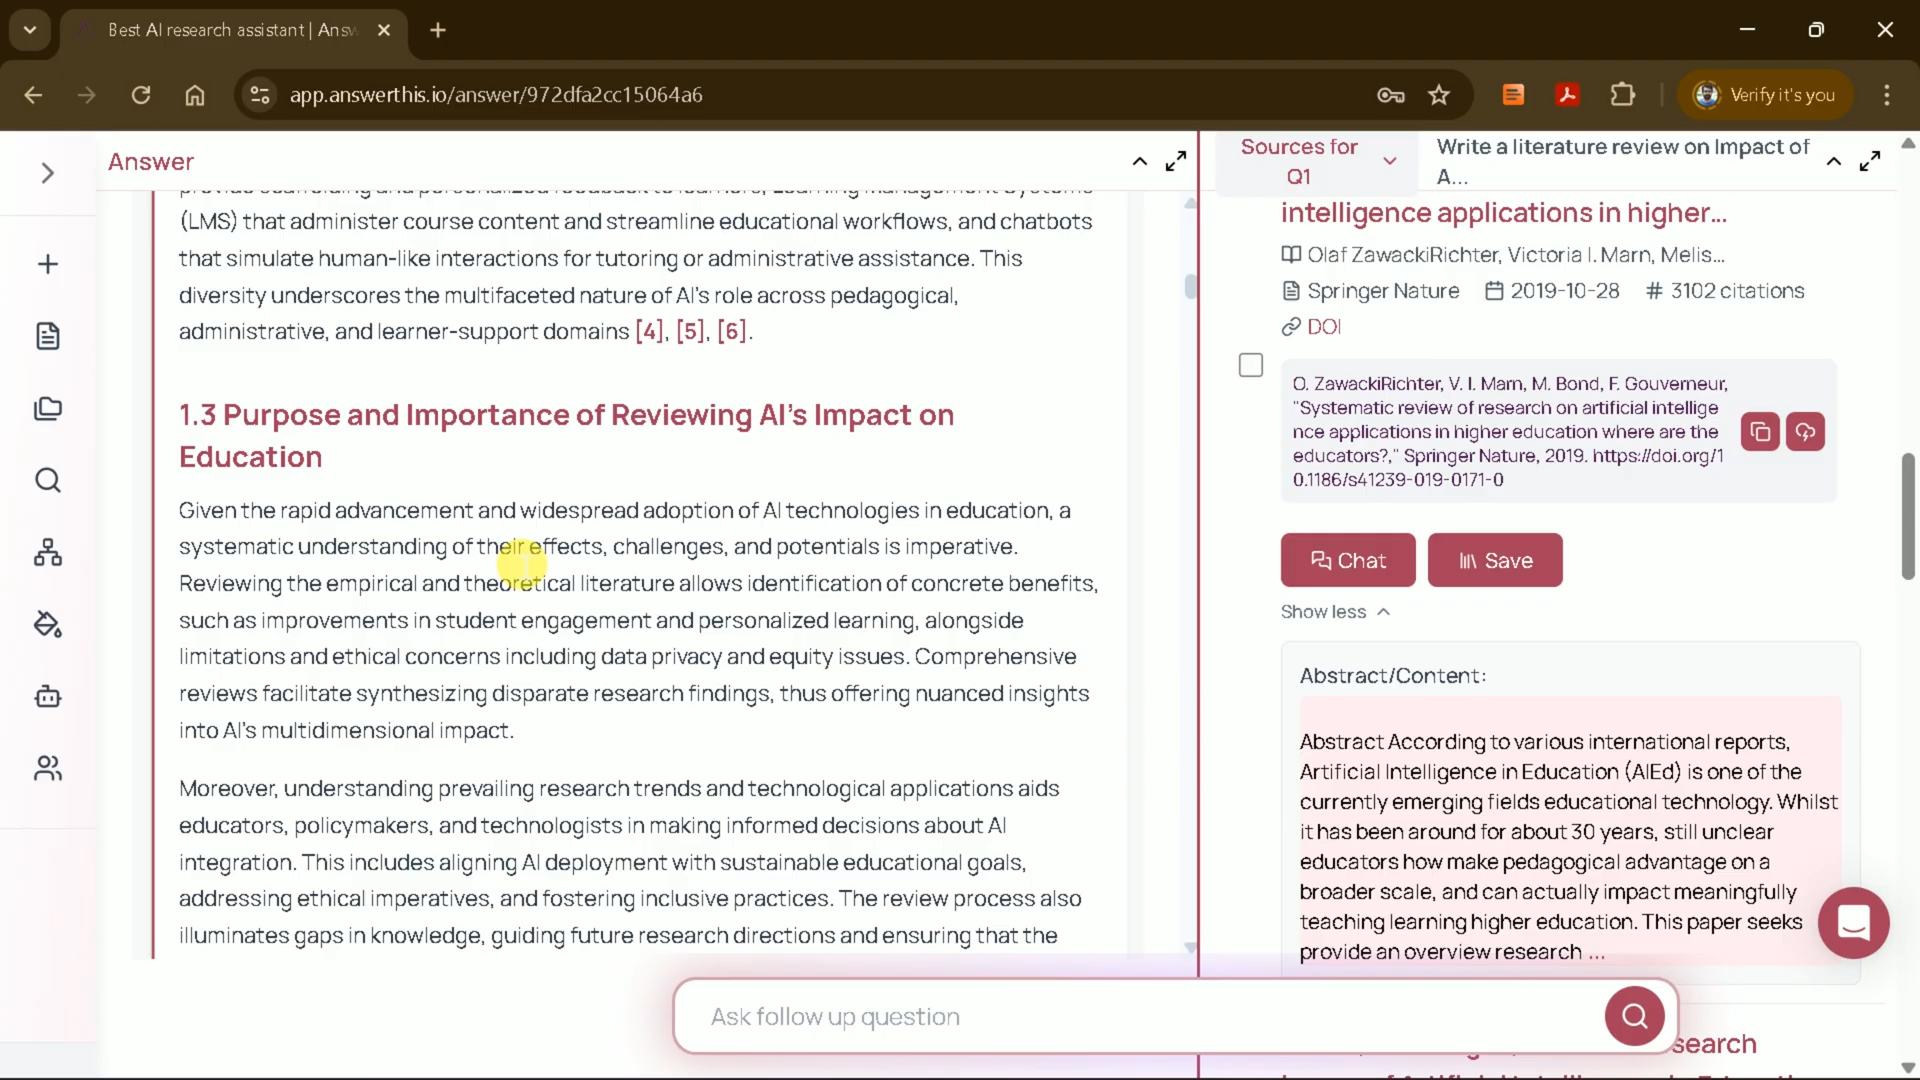 Best AI research assistant | Answ
app.answerthis.io/answer/972dfa2cc15064a6
Verify it's you
Answer
provide scaffolding and personalized feedback to learners, Learning Management Systems
(LMS) that administer course content and streamline educational workflows, and chatbots
that simulate human-like interactions for tutoring or administrative assistance. This
diversity underscores the multifaceted nature of AI's role across pedagogical,
administrative, and learner-support domains [4], [5], [6].
1.3 Purpose and Importance of Reviewing AI's Impact on
Education
Given the rapid advancement and widespread adoption of AI technologies in education, a
systematic understanding of their effects, challenges, and potentials is imperative.
Reviewing the empirical and theoretical literature allows identification of concrete benefits,
such as improvements in student engagement and personalized learning, alongside
limitations and ethical concerns including data privacy and equity issues. Comprehensive
reviews facilitate synthesizing disparate research findings, thus offering nuanced insights
into AI's multidimensional impact.
Moreover, understanding prevailing research trends and technological applications aids
educators, policymakers, and technologists in making informed decisions about AI
integration. This includes aligning AI deployment with sustainable educational goals,
addressing ethical imperatives, and fostering inclusive practices. The review process also
illuminates gaps in knowledge, guiding future research directions and ensuring that the
Sources for
Q1
Write a literature review on Impact of
A...
intelligence applications in higher...
Olaf ZawackiRichter, Victoria I. Marn, Melis...
Springer Nature 2019-10-28 # 3102 citations
DOI
O. ZawackiRichter, V. I. Marn, M. Bond, F. Gouverneur,
"Systematic review of research on artificial intellige
nce applications in higher education where are the
educators?," Springer Nature, 2019. https://doi.org/1
0.1186/s41239-019-0171-0
Chat
Save
Show less
Abstract/Content:
Abstract According to various international reports,
Artificial Intelligence in Education (AIEd) is one of the
currently emerging fields educational technology. Whilst
it has been around for about 30 years, still unclear
educators how make pedagogical advantage on a
broader scale, and can actually impact meaningfully
teaching learning higher education. This paper seeks
provide an overview research ...
Ask follow up question
search